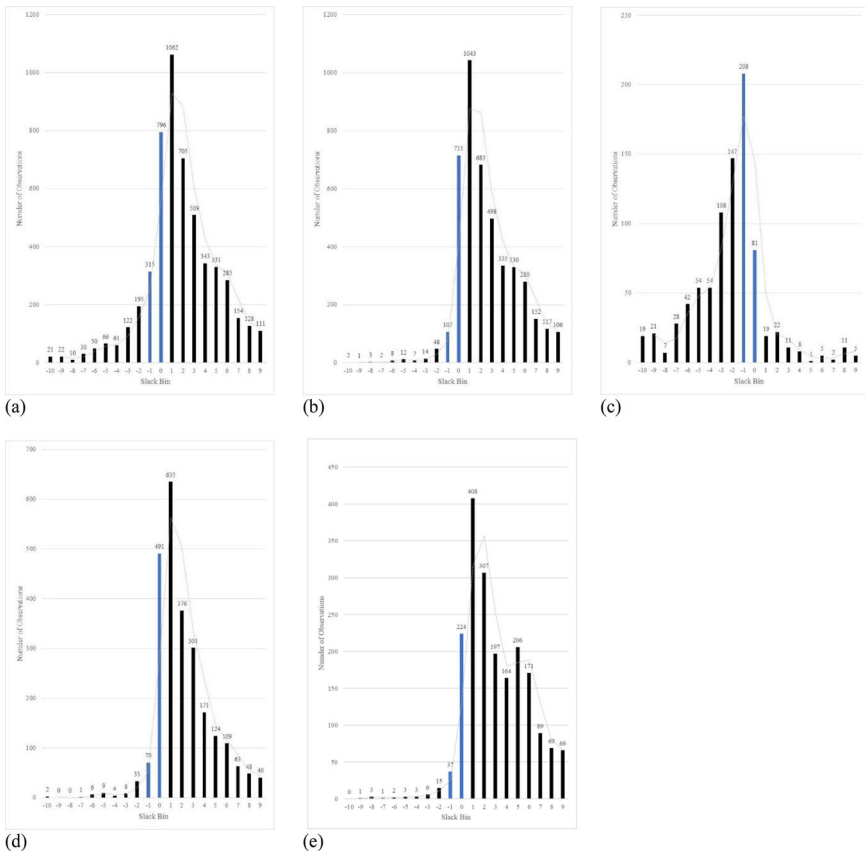 1200
1000
800
600
400
200
0
Numder of Observations
21 22 10 30 50 66 61 122 195 315 796 1062 705 509 343 331 285 154 128 111
-10 -9 -8 -7 -6 -5 -4 -3 -2 -1 0 1 2 3 4 5 6 7 8 9
Slack Bin
(a)
1200
1000
800
600
400
200
0
Numder of Observations
2 1 3 2 8 12 7 14 48 107 715 1043 683 498 335 330 280 152 117 106
-10 -9 -8 -7 -6 -5 -4 -3 -2 -1 0 1 2 3 4 5 6 7 8 9
Slack Bin
(b)
250
200
150
100
50
0
Numder of Observations
19 21 7 28 42 54 54 108 147 208 81 19 22 11 8 1 5 2 11 5
-10 -9 -8 -7 -6 -5 -4 -3 -2 -1 0 1 2 3 4 5 6 7 8 9
Slack Bin
(c)
700
600
500
400
300
200
100
0
Numder of Observations
2 0 0 1 6 9 4 8 33 70 491 635 376 301 171 124 109 63 48 40
-10 -9 -8 -7 -6 -5 -4 -3 -2 -1 0 1 2 3 4 5 6 7 8 9
Slack Bin
(d)
450
400
350
300
250
200
150
100
50
0
Numder of Observations
0 1 3 1 2 3 3 6 15 37 224 408 307 197 164 206 171 89 69 66
-10 -9 -8 -7 -6 -5 -4 -3 -2 -1 0 1 2 3 4 5 6 7 8 9
Slack Bin
(e)